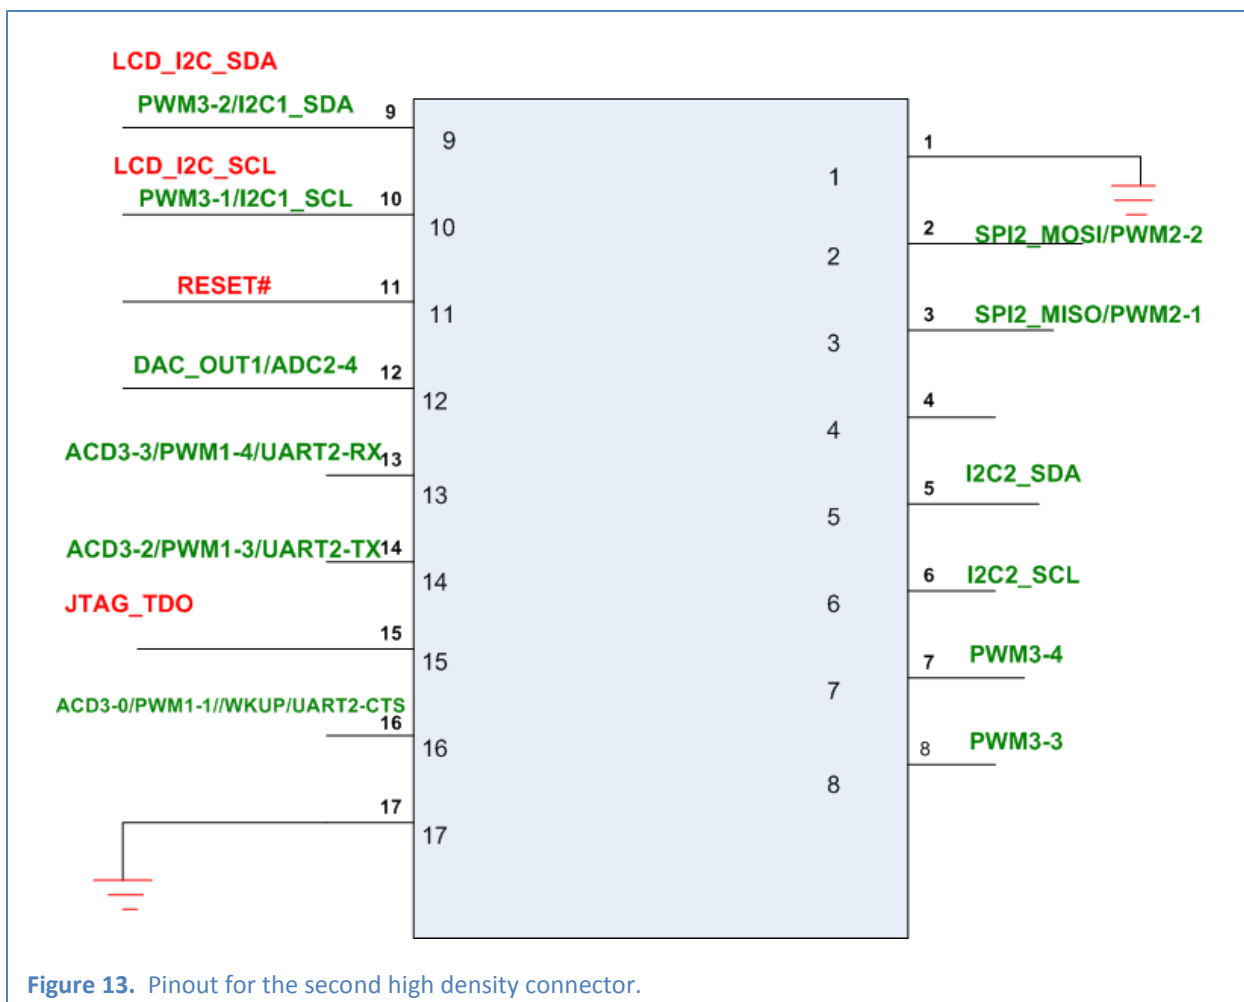 LCD_I2C_SDA
PWM3-2/I2C1_SDA 9
9
LCD_I2C_SCL
PWM3-1/I2C1_SCL 10
10
RESET# 11
11
DAC_OUT1/ADC2-4 12
12
ACD3-3/PWM1-4/UART2-RX 13
13
ACD3-2/PWM1-3/UART2-TX 14
14
JTAG_TDO
15
15
ACD3-0/PWM1-1//WKUP/UART2-CTS
16
16
17
17
1
1
2 SPI2_MOSI/PWM2-2
2
3 SPI2_MISO/PWM2-1
3
4
4
5 I2C2_SDA
5
6 I2C2_SCL
6
7 PWM3-4
7
8 PWM3-3
8
Figure 13. Pinout for the second high density connector.